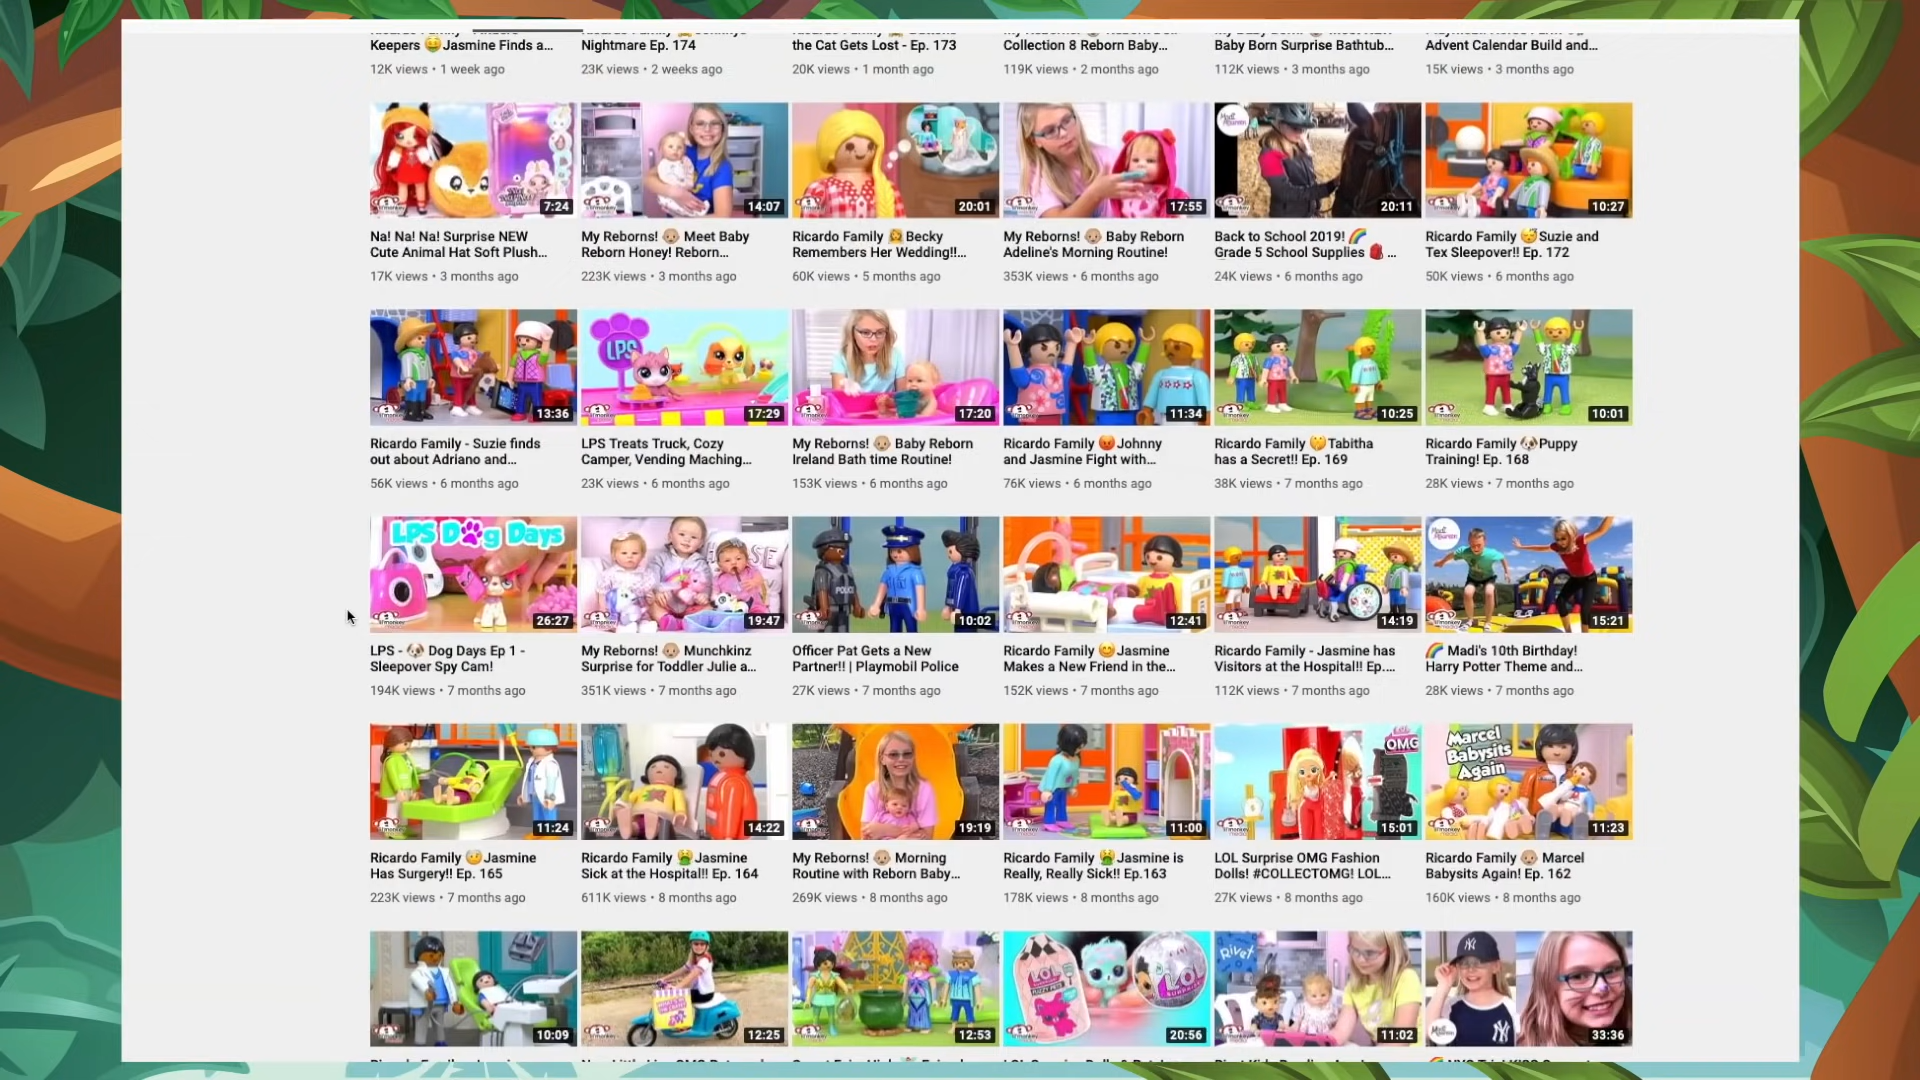 Keepers 🤑Jasmine Finds a...
Nightmare Ep. 174
the Cat Gets Lost - Ep. 173
Collection 8 Reborn Baby...
Baby Born Surprise Bathtub...
Advent Calendar Build and...
12K views • 1 week ago
23K views • 2 weeks ago
20K views • 1 month ago
119K views • 2 months ago
112K views • 3 months ago
15K views • 3 months ago
7:24
14:07
20:01
17:55
20:11
10:27
Na! Na! Na! Surprise NEW
Cute Animal Hat Soft Plush...
17K views • 3 months ago
My Reborns! 👶🏼 Meet Baby
Reborn Honey! Reborn...
223K views • 3 months ago
Ricardo Family 👰Becky
Remembers Her Wedding!!...
60K views • 5 months ago
My Reborns! 👶🏼 Baby Reborn
Adeline's Morning Routine!
353K views • 6 months ago
Back to School 2019! 🌈
Grade 5 School Supplies 🎒 ...
24K views • 6 months ago
Ricardo Family 😴Suzie and
Tex Sleepover!! Ep. 172
50K views • 6 months ago
LPS
13:36
17:29
17:20
11:34
10:25
10:01
Ricardo Family - Suzie finds
out about Adriano and...
56K views • 6 months ago
LPS Treats Truck, Cozy
Camper, Vending Maching...
23K views • 6 months ago
My Reborns! 👶🏼 Baby Reborn
Ireland Bath time Routine!
153K views • 6 months ago
Ricardo Family 😡Johnny
and Jasmine Fight with...
76K views • 6 months ago
Ricardo Family 🤫Tabitha
has a Secret!! Ep. 169
38K views • 7 months ago
Ricardo Family 🐶Puppy
Training! Ep. 168
28K views • 7 months ago
LPS Dog Days
POLICE
26:27
19:47
10:02
12:41
14:19
15:21
LPS - 🐶 Dog Days Ep 1 -
Sleepover Spy Cam!
194K views • 7 months ago
My Reborns! 👶🏼 Munchkinz
Surprise for Toddler Julie a...
351K views • 7 months ago
Officer Pat Gets a New
Partner!! | Playmobil Police
27K views • 7 months ago
Ricardo Family 😊Jasmine
Makes a New Friend in the...
152K views • 7 months ago
Ricardo Family - Jasmine has
Visitors at the Hospital!! Ep....
112K views • 7 months ago
🌈 Madi's 10th Birthday!
Harry Potter Theme and...
28K views • 7 months ago
OMG
Marcel
Babysits
Again
11:24
14:22
19:19
11:00
15:01
11:23
Ricardo Family 🤕Jasmine
Has Surgery!! Ep. 165
223K views • 7 months ago
Ricardo Family 🤮Jasmine
Sick at the Hospital!! Ep. 164
611K views • 8 months ago
My Reborns! 👶🏼 Morning
Routine with Reborn Baby...
269K views • 8 months ago
Ricardo Family 🤮Jasmine is
Really, Really Sick!! Ep.163
178K views • 8 months ago
LOL Surprise OMG Fashion
Dolls! #COLLECTOMG! LOL...
27K views • 8 months ago
Ricardo Family 👶🏼 Marcel
Babysits Again! Ep. 162
160K views • 8 months ago
LOL
LOL
Rivet
10:09
12:25
12:53
20:56
11:02
33:36